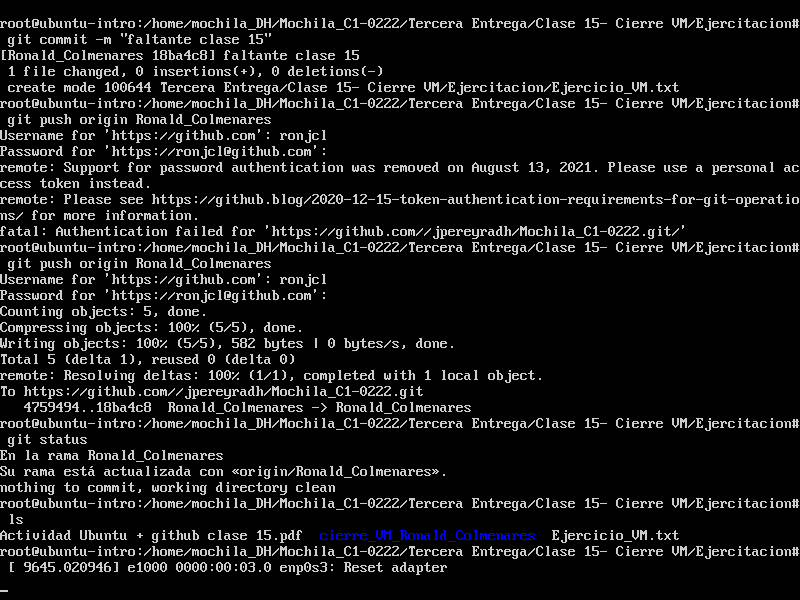 root@ubuntu-intro:/home/mochila_DH/Mochila_C1-0222/Tercera Entrega/Clase 15- Cierre VM/Ejercitacion#
git commit -m "faltante clase 15"
[Ronald_Colmenares 18ba4c8] faltante clase 15
1 file changed, 0 insertions(+), 0 deletions(-)
create mode 100644 Tercera Entrega/Clase 15- Cierre VM/Ejercitacion/Ejercicio_VM.txt
root@ubuntu-intro:/home/mochila_DH/Mochila_C1-0222/Tercera Entrega/Clase 15- Cierre VM/Ejercitacion#
git push origin Ronald_Colmenares
Username for 'https://github.com': ronjcl
Password for 'https://ronjcl@github.com':
remote: Support for password authentication was removed on August 13, 2021. Please use a personal ac
cess token instead.
remote: Please see https://github.blog/2020-12-15-token-authentication-requirements-for-git-operatio
ns/ for more information.
fatal: Authentication failed for 'https://github.com//jpereyradh/Mochila_C1-0222.git/'
root@ubuntu-intro:/home/mochila_DH/Mochila_C1-0222/Tercera Entrega/Clase 15- Cierre VM/Ejercitacion#
git push origin Ronald_Colmenares
Username for 'https://github.com': ronjcl
Password for 'https://ronjcl@github.com':
Counting objects: 5, done.
Compressing objects: 100% (5/5), done.
Writing objects: 100% (5/5), 582 bytes | 0 bytes/s, done.
Total 5 (delta 1), reused 0 (delta 0)
remote: Resolving deltas: 100% (1/1), completed with 1 local object.
To https://github.com//jpereyradh/Mochila_C1-0222.git
4759494..18ba4c8  Ronald_Colmenares -> Ronald_Colmenares
root@ubuntu-intro:/home/mochila_DH/Mochila_C1-0222/Tercera Entrega/Clase 15- Cierre VM/Ejercitacion#
git status
En la rama Ronald_Colmenares
Su rama está actualizada con «origin/Ronald_Colmenares».
nothing to commit, working directory clean
root@ubuntu-intro:/home/mochila_DH/Mochila_C1-0222/Tercera Entrega/Clase 15- Cierre VM/Ejercitacion#
ls
Actividad Ubuntu + github clase 15.pdf  cierre_VM_Ronald_Colmenares  Ejercicio_VM.txt
root@ubuntu-intro:/home/mochila_DH/Mochila_C1-0222/Tercera Entrega/Clase 15- Cierre VM/Ejercitacion#
[ 9645.020946] e1000 0000:00:03.0 enp0s3: Reset adapter